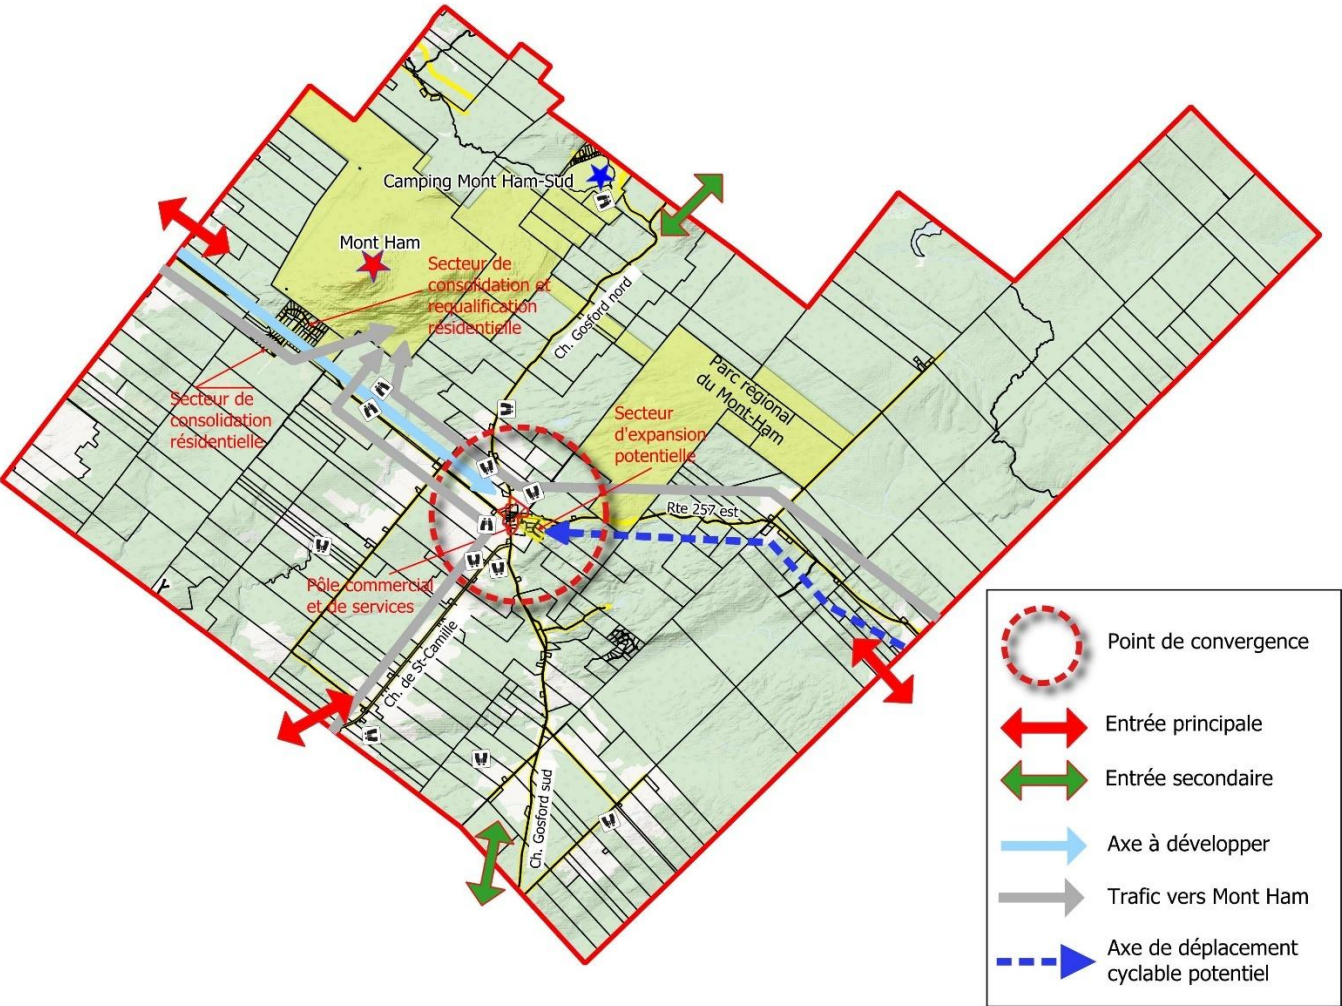 Camping Mont Ham-Sud
Mont Ham
Secteur de
consolidation et
requalification
résidentielle
Ch. Gosford nord
Parc régional
du Mont-Ham
Secteur de
consolidation
résidentielle
Secteur
d'expansion
potentielle
Rte 257 est
Pôle commercial
et de services
Ch. de St-Camille
Ch. Gosford sud
Point de convergence
Entrée principale
Entrée secondaire
Axe à développer
Trafic vers Mont Ham
Axe de déplacement
cyclable potentiel